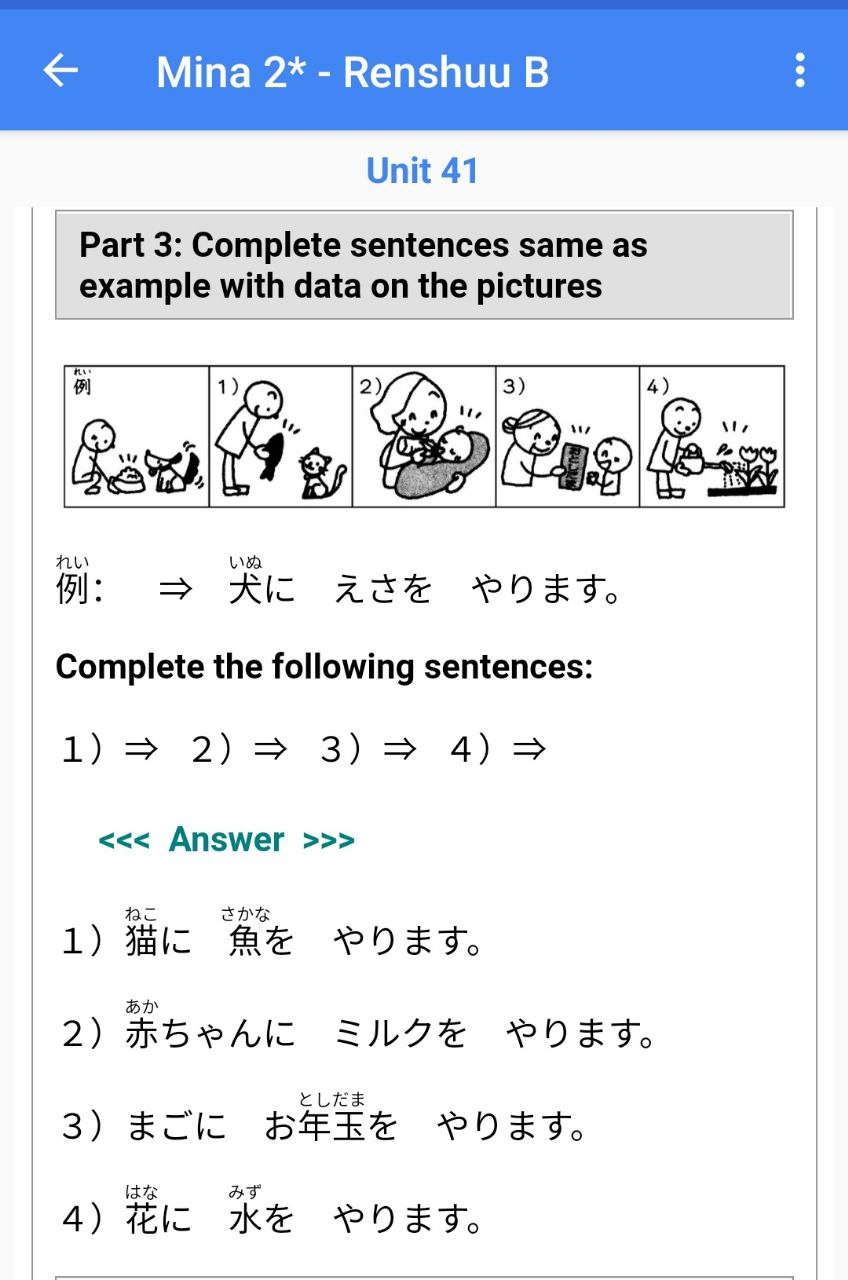 Mina 2* - Renshuu B
Unit 41
Part 3: Complete sentences same as
example with data on the pictures
れい
例
1)
2)
3)
4)
おとしだま
れい いぬ
例： ⇒ 犬に えさを やります。
Complete the following sentences:
１）⇒ ２）⇒ ３）⇒ ４）⇒
<<< Answer >>>
ねこ さかな
１）猫に 魚を やります。
あか
２）赤ちゃんに ミルクを やります。
としだま
３）まごに お年玉を やります。
はな みず
４）花に 水を やります。